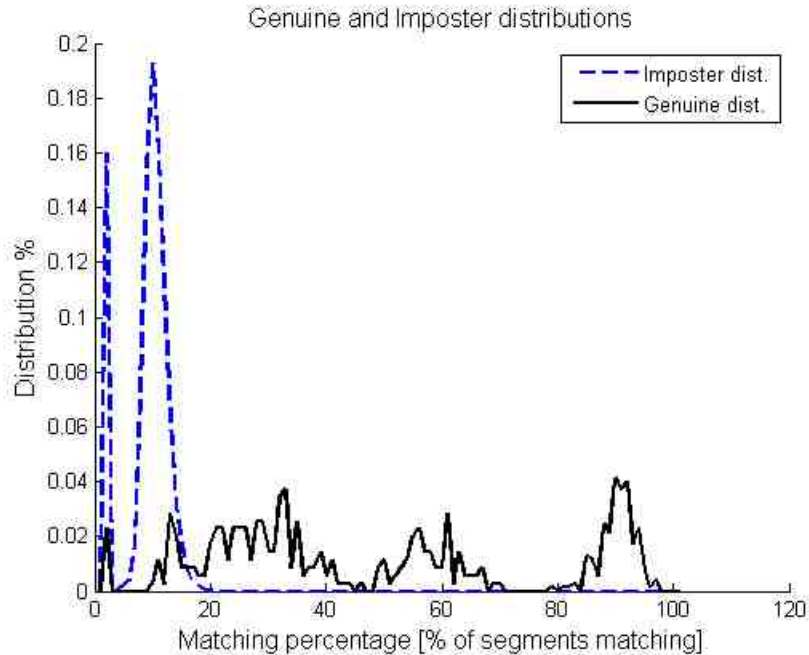 Genuine and Imposter distributions
0.2
0.18
0.16
0.14
0.12
0.1
0.08
0.06
0.04
0.02
0
Distribution %
Imposter dist.
Genuine dist.
0 20 40 60 80 100 120
Matching percentage [% of segments matching]